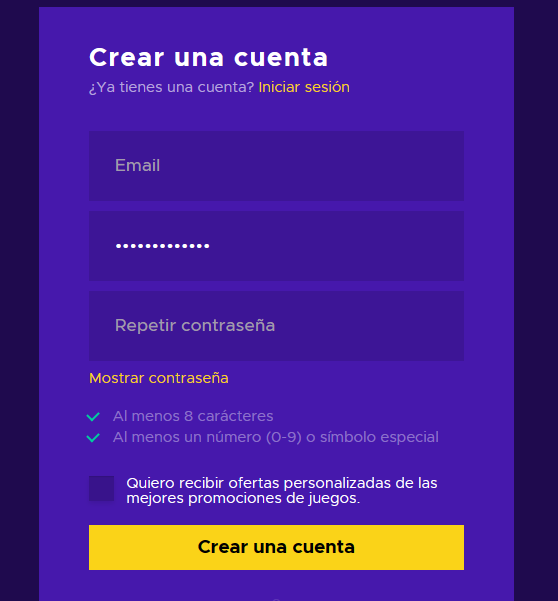 Crear una cuenta
¿Ya tienes una cuenta? Iniciar sesión
Email
•••••••••••••
Repetir contraseña
Mostrar contraseña
Al menos 8 carácteres
Al menos un número (0-9) o símbolo especial
Quiero recibir ofertas personalizadas de las
mejores promociones de juegos.
Crear una cuenta